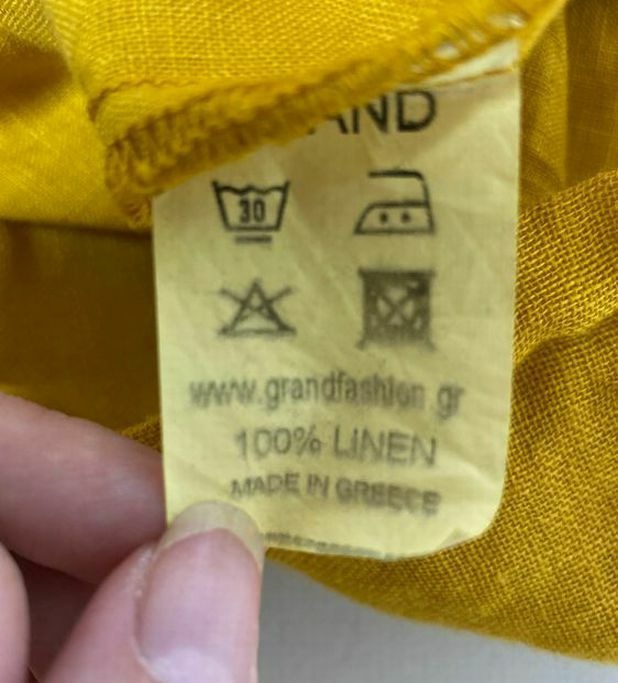 AND
30
www.grandfashion.gr
100% LINEN
MADE IN GREECE